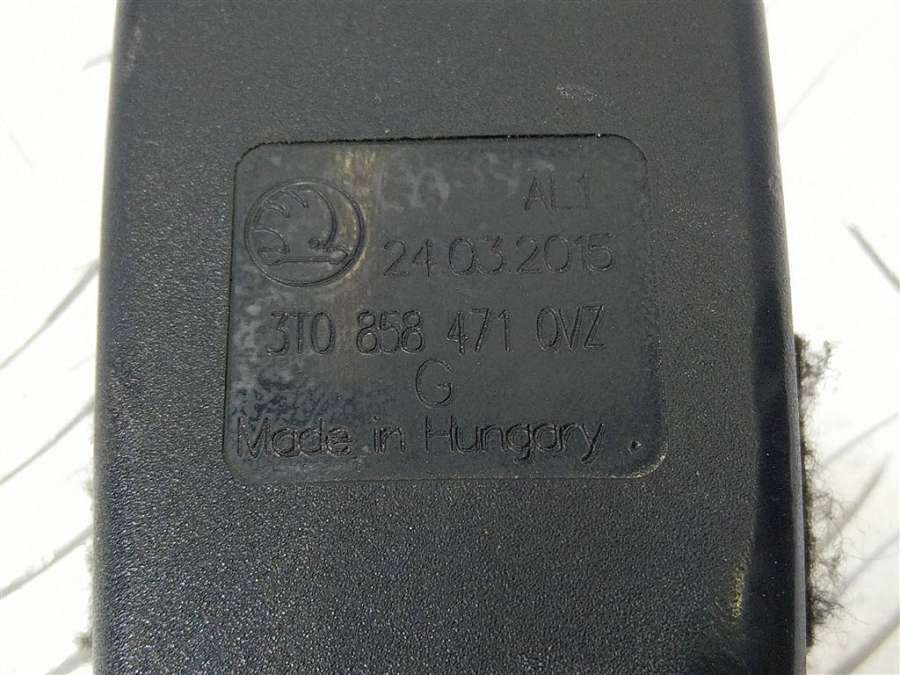 AL1
24.03.2015
3T0 858 471 QVZ
G
Made in Hungary .